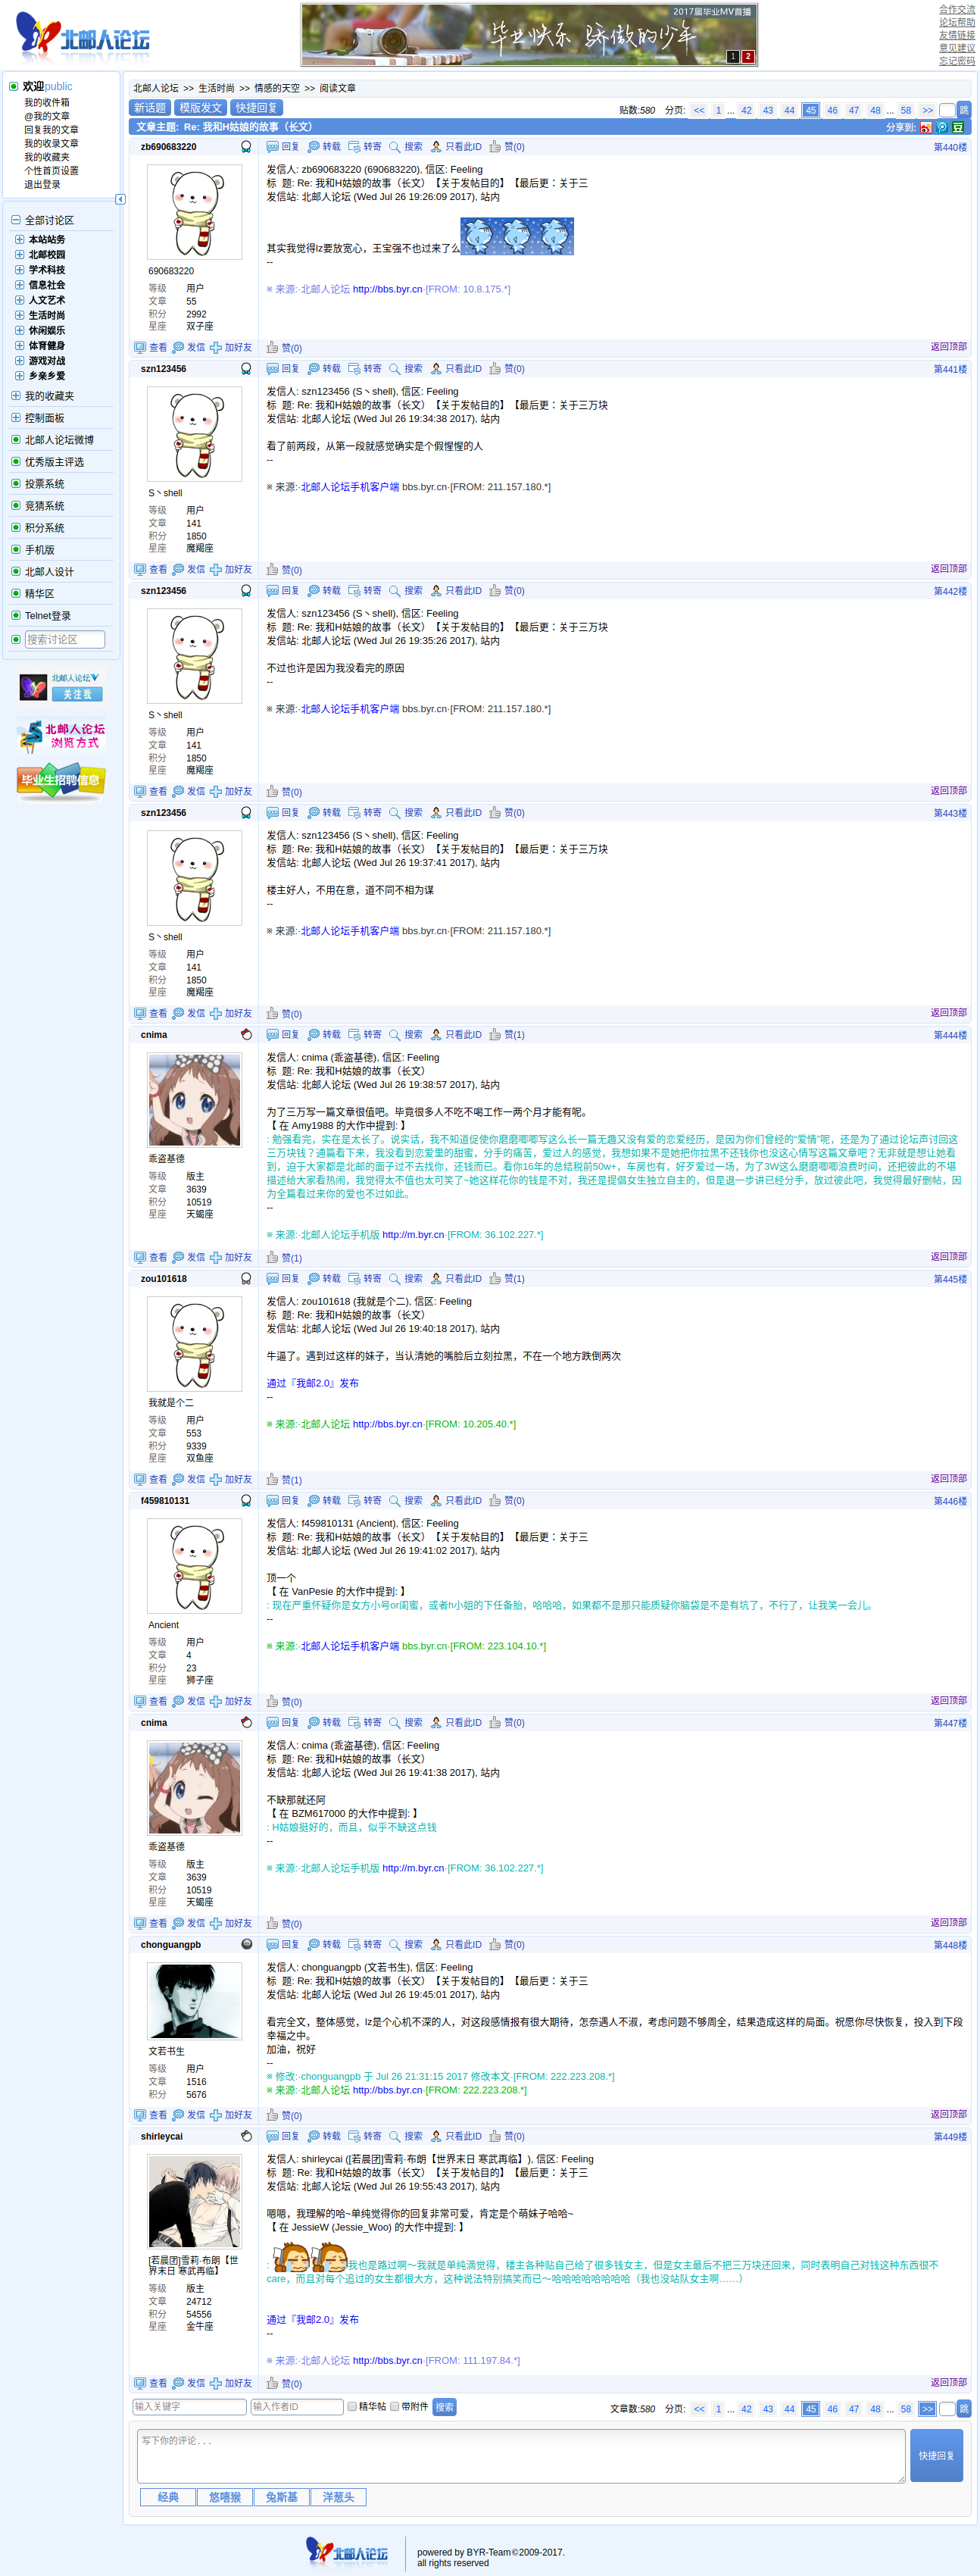 北邮人论坛
2017届毕业MV首播
毕业快乐 骄傲的少年
1 2
合作交流
论坛帮助
友情链接
意见建议
忘记密码
欢迎public
我的收件箱
@我的文章
回复我的文章
我的收录文章
我的收藏夹
个性首页设置
退出登录
全部讨论区
本站站务
北邮校园
学术科技
信息社会
人文艺术
生活时尚
休闲娱乐
体育健身
游戏对战
乡亲乡爱
我的收藏夹
控制面板
北邮人论坛微博
优秀版主评选
投票系统
竞猜系统
积分系统
手机版
北邮人设计
精华区
Telnet登录
搜索讨论区
北邮人论坛
关注我
北邮人论坛
浏览方式
毕业生招聘信息
北邮人论坛 >> 生活时尚 >> 情感的天空 >> 阅读文章
新话题 模版发文 快捷回复
贴数:580 分页: << 1 ... 42 43 44 45 46 47 48 ... 58 >> 跳
文章主题: Re: 我和H姑娘的故事（长文）
分享到:
zb690683220
回复 转载 转寄 搜索 只看此ID 赞(0) 第440楼
690683220
等级 用户
文章 55
积分 2992
星座 双子座
发信人: zb690683220 (690683220), 信区: Feeling
标 题: Re: 我和H姑娘的故事（长文）【关于发帖目的】【最后更：关于三
发信站: 北邮人论坛 (Wed Jul 26 19:26:09 2017), 站内
其实我觉得lz要放宽心，王宝强不也过来了么
--
※ 来源:·北邮人论坛 http://bbs.byr.cn·[FROM: 10.8.175.*]
查看 发信 加好友 赞(0) 返回顶部
szn123456
回复 转载 转寄 搜索 只看此ID 赞(0) 第441楼
S丶shell
等级 用户
文章 141
积分 1850
星座 魔羯座
发信人: szn123456 (S丶shell), 信区: Feeling
标 题: Re: 我和H姑娘的故事（长文）【关于发帖目的】【最后更：关于三万块
发信站: 北邮人论坛 (Wed Jul 26 19:34:38 2017), 站内
看了前两段，从第一段就感觉确实是个假惺惺的人
--
※ 来源:·北邮人论坛手机客户端 bbs.byr.cn·[FROM: 211.157.180.*]
查看 发信 加好友 赞(0) 返回顶部
szn123456
回复 转载 转寄 搜索 只看此ID 赞(0) 第442楼
S丶shell
等级 用户
文章 141
积分 1850
星座 魔羯座
发信人: szn123456 (S丶shell), 信区: Feeling
标 题: Re: 我和H姑娘的故事（长文）【关于发帖目的】【最后更：关于三万块
发信站: 北邮人论坛 (Wed Jul 26 19:35:26 2017), 站内
不过也许是因为我没看完的原因
--
※ 来源:·北邮人论坛手机客户端 bbs.byr.cn·[FROM: 211.157.180.*]
查看 发信 加好友 赞(0) 返回顶部
szn123456
回复 转载 转寄 搜索 只看此ID 赞(0) 第443楼
S丶shell
等级 用户
文章 141
积分 1850
星座 魔羯座
发信人: szn123456 (S丶shell), 信区: Feeling
标 题: Re: 我和H姑娘的故事（长文）【关于发帖目的】【最后更：关于三万块
发信站: 北邮人论坛 (Wed Jul 26 19:37:41 2017), 站内
楼主好人，不用在意，道不同不相为谋
--
※ 来源:·北邮人论坛手机客户端 bbs.byr.cn·[FROM: 211.157.180.*]
查看 发信 加好友 赞(0) 返回顶部
cnima
回复 转载 转寄 搜索 只看此ID 赞(1) 第444楼
乖盗基德
等级 版主
文章 3639
积分 10519
星座 天蝎座
发信人: cnima (乖盗基德), 信区: Feeling
标 题: Re: 我和H姑娘的故事（长文）
发信站: 北邮人论坛 (Wed Jul 26 19:38:57 2017), 站内
为了三万写一篇文章很值吧。毕竟很多人不吃不喝工作一两个月才能有呢。
【 在 Amy1988 的大作中提到: 】
: 勉强看完，实在是太长了。说实话，我不知道促使你磨磨唧唧写这么长一篇无趣又没有爱的恋爱经历，是因为你们曾经的“爱情”呢，还是为了通过论坛声讨回这
三万块钱？通篇看下来，我没看到恋爱里的甜蜜，分手的痛苦，爱过人的感觉，我想如果不是她把你拉黑不还钱你也没这心情写这篇文章吧？无非就是想让她看
到，迫于大家都是北邮的面子过不去找你，还钱而已。看你16年的总结税前50w+，车房也有，好歹爱过一场，为了3W这么磨磨唧唧浪费时间，还把彼此的不堪
描述给大家看热闹，我觉得太不值也太可笑了~她这样花你的钱是不对，我还是提倡女生独立自主的，但是退一步讲已经分手，放过彼此吧，我觉得最好删帖，因
为全篇看过来你的爱也不过如此。
--
※ 来源:·北邮人论坛手机版 http://m.byr.cn·[FROM: 36.102.227.*]
查看 发信 加好友 赞(1) 返回顶部
zou101618
回复 转载 转寄 搜索 只看此ID 赞(1) 第445楼
我就是个二
等级 用户
文章 553
积分 9339
星座 双鱼座
发信人: zou101618 (我就是个二), 信区: Feeling
标 题: Re: 我和H姑娘的故事（长文）
发信站: 北邮人论坛 (Wed Jul 26 19:40:18 2017), 站内
牛逼了。遇到过这样的妹子，当认清她的嘴脸后立刻拉黑，不在一个地方跌倒两次
通过『我邮2.0』发布
--
※ 来源:·北邮人论坛 http://bbs.byr.cn·[FROM: 10.205.40.*]
查看 发信 加好友 赞(1) 返回顶部
f459810131
回复 转载 转寄 搜索 只看此ID 赞(0) 第446楼
Ancient
等级 用户
文章 4
积分 23
星座 狮子座
发信人: f459810131 (Ancient), 信区: Feeling
标 题: Re: 我和H姑娘的故事（长文）【关于发帖目的】【最后更：关于三
发信站: 北邮人论坛 (Wed Jul 26 19:41:02 2017), 站内
顶一个
【 在 VanPesie 的大作中提到: 】
: 现在严重怀疑你是女方小号or闺蜜，或者h小姐的下任备胎，哈哈哈，如果都不是那只能质疑你脑袋是不是有坑了，不行了，让我笑一会儿。
--
※ 来源:·北邮人论坛手机客户端 bbs.byr.cn·[FROM: 223.104.10.*]
查看 发信 加好友 赞(0) 返回顶部
cnima
回复 转载 转寄 搜索 只看此ID 赞(0) 第447楼
乖盗基德
等级 版主
文章 3639
积分 10519
星座 天蝎座
发信人: cnima (乖盗基德), 信区: Feeling
标 题: Re: 我和H姑娘的故事（长文）
发信站: 北邮人论坛 (Wed Jul 26 19:41:38 2017), 站内
不缺那就还阿
【 在 BZM617000 的大作中提到: 】
: H姑娘挺好的，而且，似乎不缺这点钱
--
※ 来源:·北邮人论坛手机版 http://m.byr.cn·[FROM: 36.102.227.*]
查看 发信 加好友 赞(0) 返回顶部
chonguangpb
回复 转载 转寄 搜索 只看此ID 赞(0) 第448楼
文若书生
等级 用户
文章 1516
积分 5676
发信人: chonguangpb (文若书生), 信区: Feeling
标 题: Re: 我和H姑娘的故事（长文）【关于发帖目的】【最后更：关于三
发信站: 北邮人论坛 (Wed Jul 26 19:45:01 2017), 站内
看完全文，整体感觉，lz是个心机不深的人，对这段感情报有很大期待，怎奈遇人不淑，考虑问题不够周全，结果造成这样的局面。祝愿你尽快恢复，投入到下段
幸福之中。
加油，祝好
--
※ 修改:·chonguangpb 于 Jul 26 21:31:15 2017 修改本文·[FROM: 222.223.208.*]
※ 来源:·北邮人论坛 http://bbs.byr.cn·[FROM: 222.223.208.*]
查看 发信 加好友 赞(0) 返回顶部
shirleycai
回复 转载 转寄 搜索 只看此ID 赞(0) 第449楼
[若晨团]雪莉·布朗【世
界末日 寒武再临】
等级 版主
文章 24712
积分 54556
星座 金牛座
发信人: shirleycai ([若晨团]雪莉·布朗【世界末日 寒武再临】), 信区: Feeling
标 题: Re: 我和H姑娘的故事（长文）【关于发帖目的】【最后更：关于三
发信站: 北邮人论坛 (Wed Jul 26 19:55:43 2017), 站内
嗯嗯，我理解的哈~单纯觉得你的回复非常可爱，肯定是个萌妹子哈哈~
【 在 JessieW (Jessie_Woo) 的大作中提到: 】
: 我也是路过啊～我就是单纯滴觉得，楼主各种贴自己给了很多钱女主，但是女主最后不把三万块还回来，同时表明自己对钱这种东西很不
care，而且对每个追过的女生都很大方，这种说法特别搞笑而已～哈哈哈哈哈哈哈哈（我也没站队女主啊……）
通过『我邮2.0』发布
--
※ 来源:·北邮人论坛 http://bbs.byr.cn·[FROM: 111.197.84.*]
查看 发信 加好友 赞(0) 返回顶部
输入关键字 输入作者ID 精华帖 带附件 搜索
文章数:580 分页: << 1 ... 42 43 44 45 46 47 48 ... 58 >> 跳
写下你的评论...
快捷回复
经典 悠嘻猴 兔斯基 洋葱头
北邮人论坛
powered by BYR-Team©2009-2017.
all rights reserved